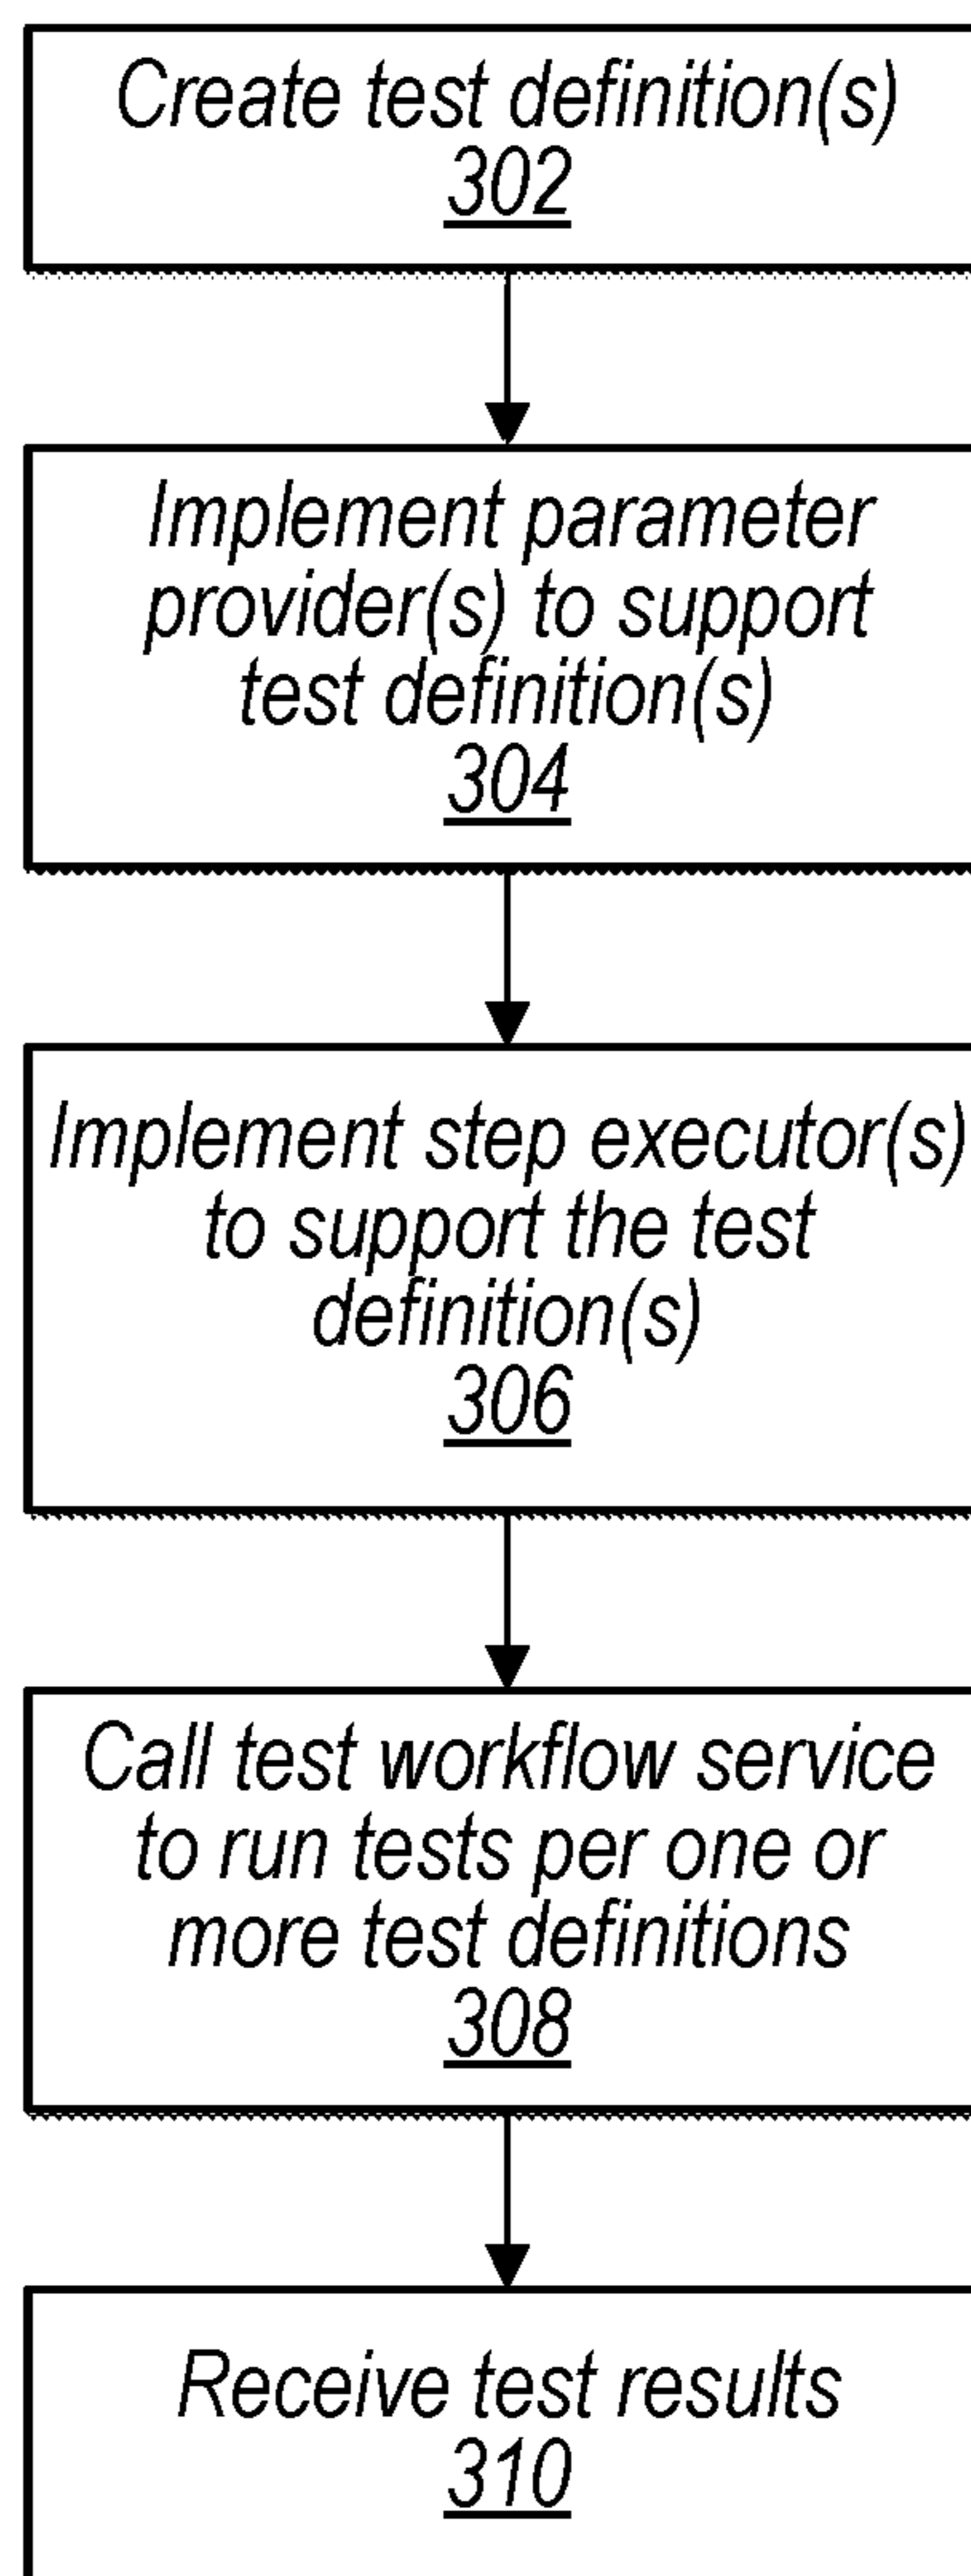 Create test definition(s)
302
Implement parameter
provider(s) to support
test definition(s)
304
Implement step executor(s)
to support the test
definition(s)
306
Call test workflow service
to run tests per one or
more test definitions
308
Receive test results
310